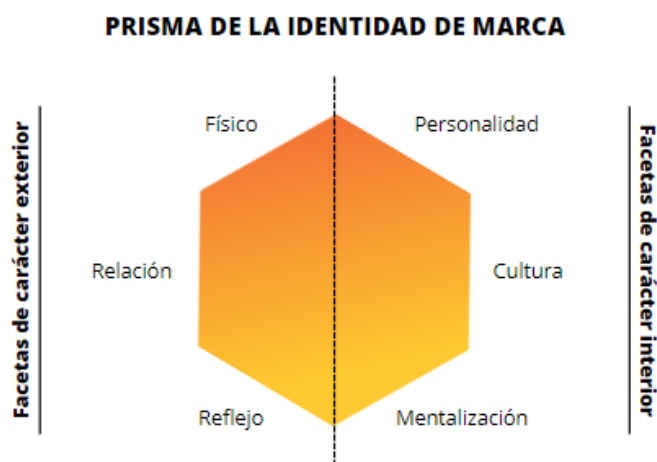 PRISMA DE LA IDENTIDAD DE MARCA
Facetas de carácter exterior
Físico
Personalidad
Relación
Cultura
Reflejo
Mentalización
Facetas de carácter interior